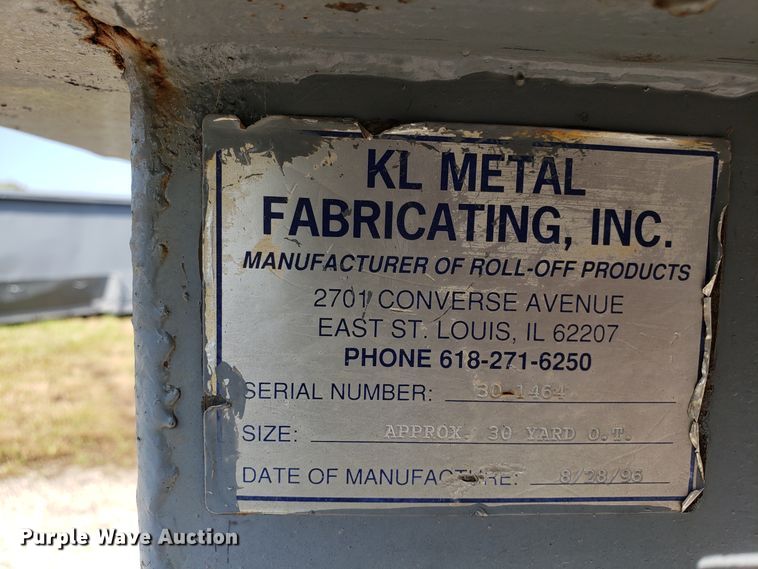 KL METAL
FABRICATING, INC.
MANUFACTURER OF ROLL-OFF PRODUCTS
2701 CONVERSE AVENUE
EAST ST. LOUIS, IL 62207
PHONE 618-271-6250
SERIAL NUMBER: 30-1464
SIZE: APPROX. 30 YARD O.T.
DATE OF MANUFACTURE: 8/28/96
Purple Wave Auction